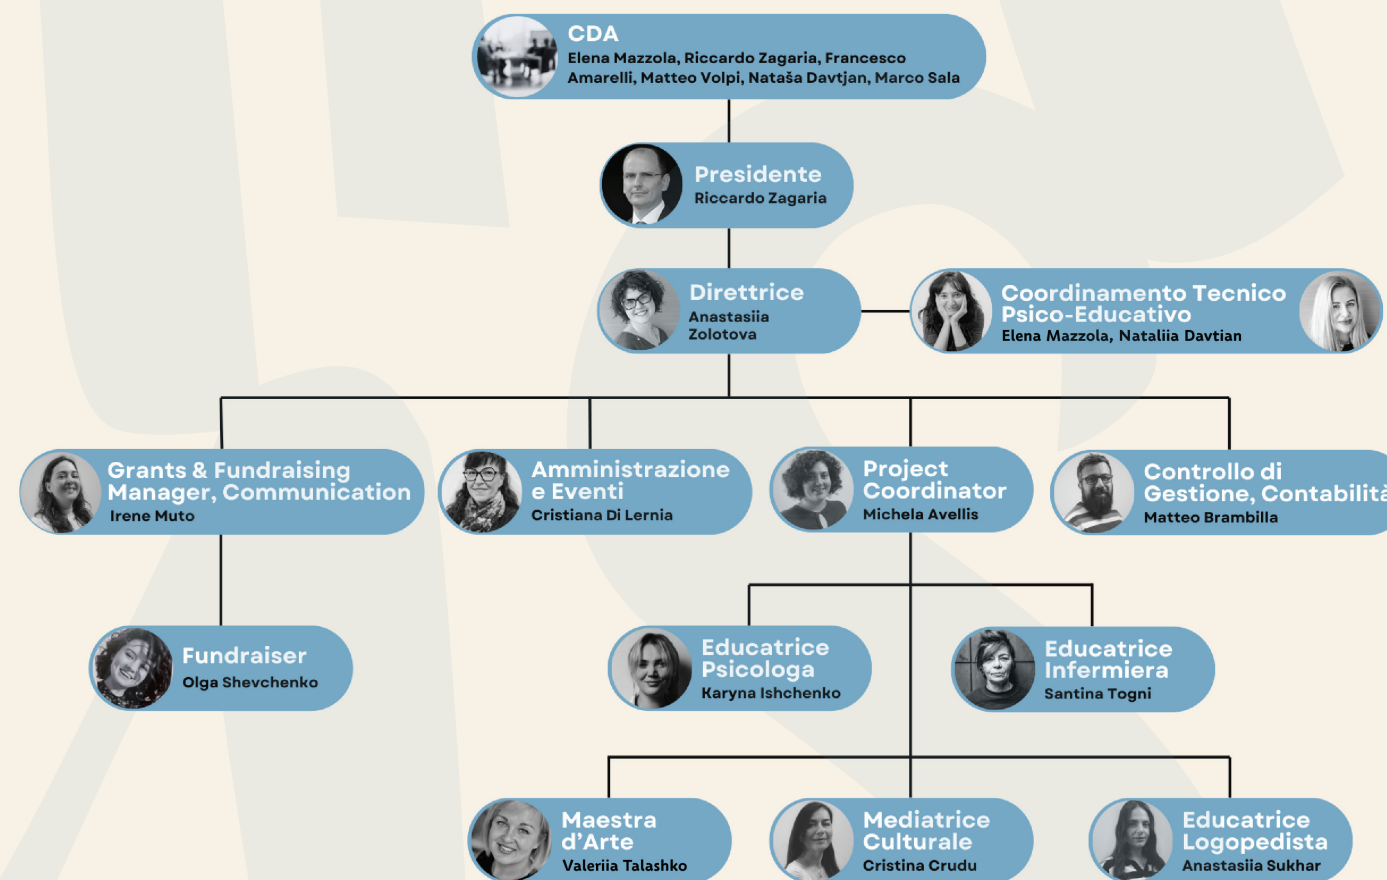 CDA
Elena Mazzola, Riccardo Zagaria, Francesco
Amarelli, Matteo Volpi, Nataša Davtjan, Marco Sala
Presidente
Riccardo Zagaria
Direttrice
Anastasiia
Zolotova
Coordinamento Tecnico
Psico-Educativo
Elena Mazzola, Nataliia Davtian
Grants & Fundraising
Manager, Communication
Irene Muto
Amministrazione
e Eventi
Cristiana Di Lernia
Project
Coordinator
Michela Avellis
Controllo di
Gestione, Contabilità
Matteo Brambilla
Fundraiser
Olga Shevchenko
Educatrice
Psicologa
Karyna Ishchenko
Educatrice
Infermiera
Santina Togni
Maestra
d’Arte
Valeriia Talashko
Mediatrice
Culturale
Cristina Crudu
Educatrice
Logopedista
Anastasiia Sukhar